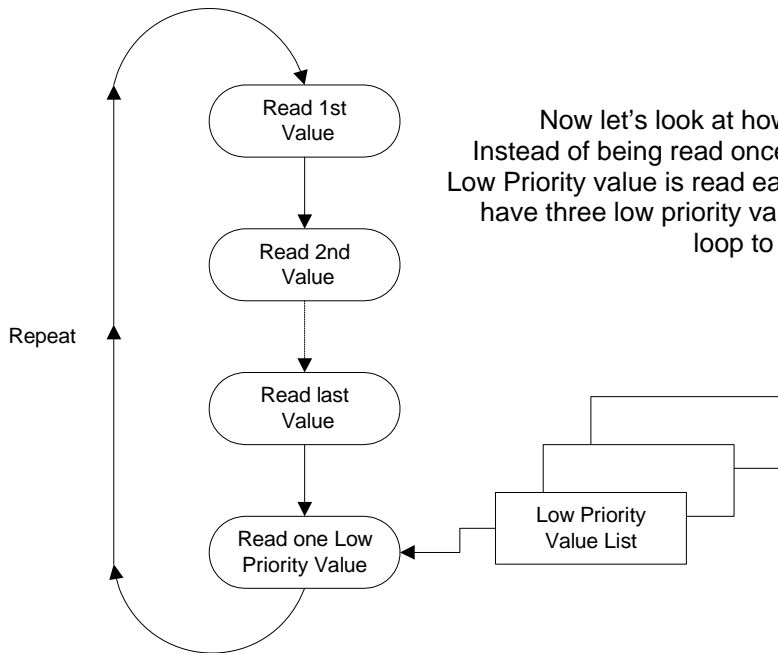 Read 1st
Value
Now let's look at how
Instead of being read once
Low Priority value is read ea
have three low priority va
loop to
Read 2nd
Value
Repeat
Read last
Value
Read one Low
Priority Value
Low Priority
Value List